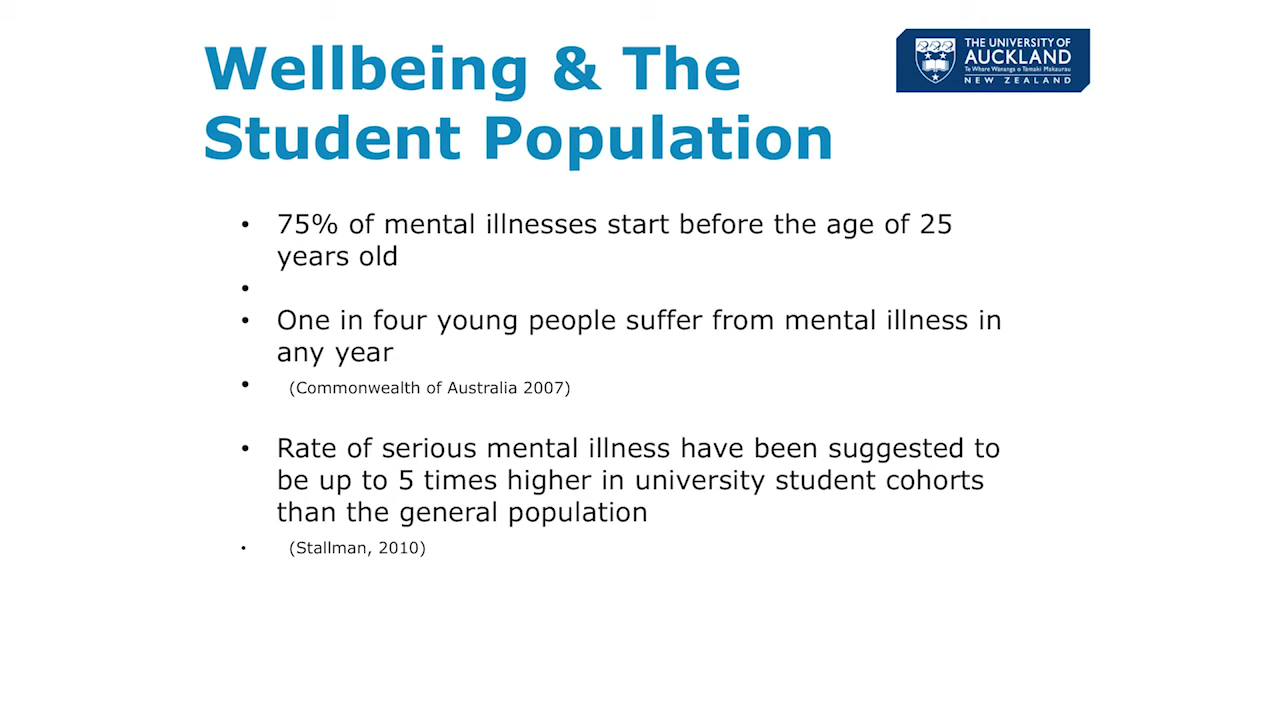 Wellbeing & The
Student Population
THE UNIVERSITY OF
AUCKLAND
Te Whare Wānanga o Tāmaki Makaurau
NEW ZEALAND
• 75% of mental illnesses start before the age of 25
years old
•
• One in four young people suffer from mental illness in
any year
• (Commonwealth of Australia 2007)
• Rate of serious mental illness have been suggested to
be up to 5 times higher in university student cohorts
than the general population
• (Stallman, 2010)